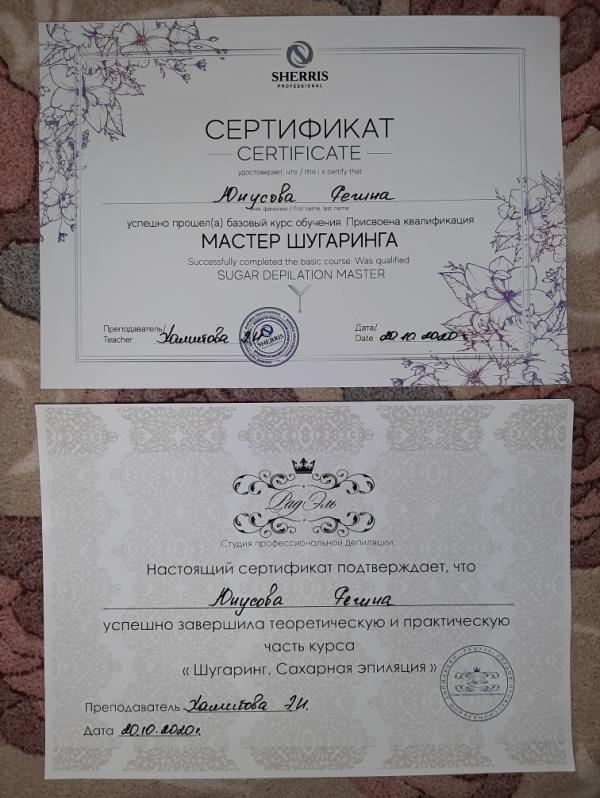 SHERRIS
PROFESSIONAL
СЕРТИФИКАТ
CERTIFICATE
удостоверяет, что / this i s certify that
Юнусова Регина
имя, фамилия / first name, last name
успешно прошел(а) базовый курс обучения. Присвоена квалификация
МАСТЕР ШУГАРИНГА
Successfully completed the basic course. Was qualified
SUGAR DEPILATION MASTER
Преподаватель/
Teacher
Хамитова Э.И.
SHERRIS
Дата/
Date 20.10.2020 г
РадЭль
Студия профессиональной депиляции
Настоящий сертификат подтверждает, что
Юнусова Регина
успешно завершила теоретическую и практическую
часть курса
« Шугаринг. Сахарная эпиляция »
Преподаватель Хамитова Э.И.
Дата 20.10.2020г.